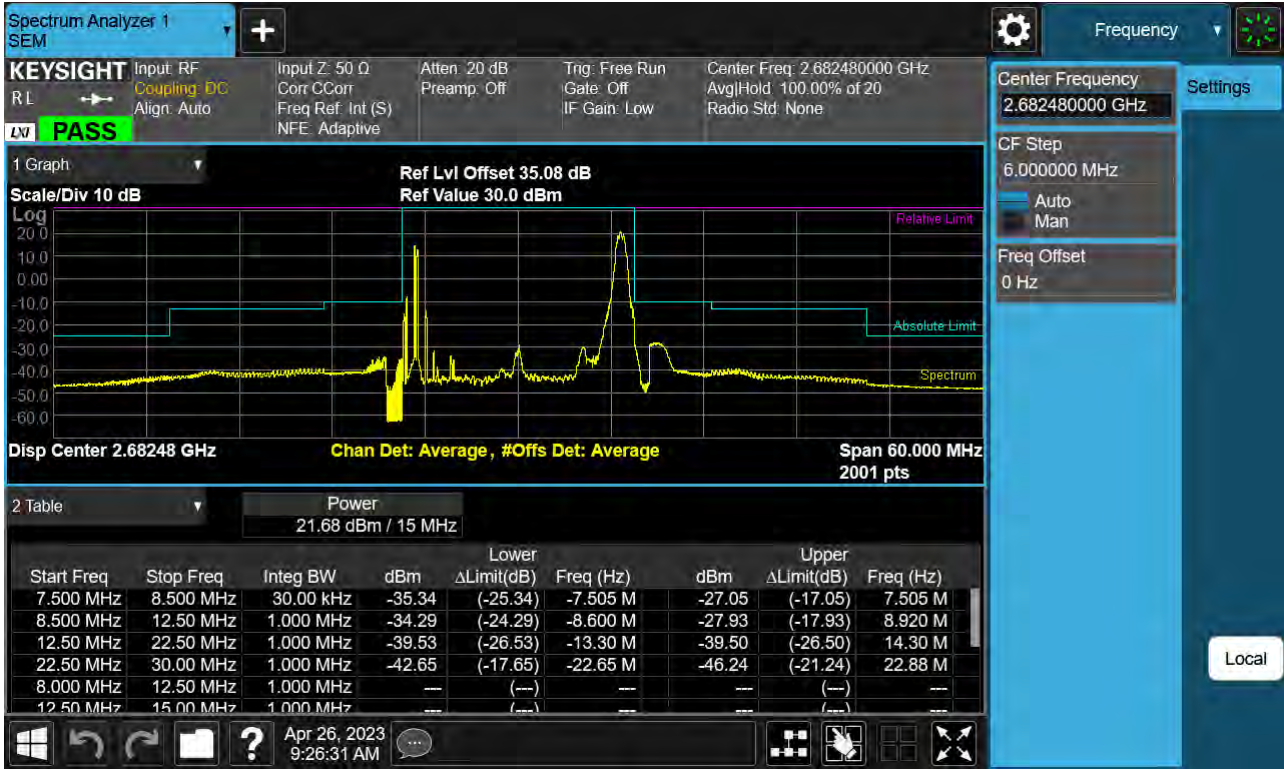 Spectrum Analyzer 1
SEM
Frequency
KEYSIGHT
R L
LXI
PASS
Input: RF
Coupling: DC
Align: Auto
Input Z: 50 Ω
Corr CCorr
Freq Ref: Int (S)
NFE: Adaptive
Atten: 20 dB
Preamp: Off
Trig: Free Run
Gate: Off
IF Gain: Low
Center Freq: 2.682480000 GHz
Avg|Hold: 100.00% of 20
Radio Std: None
Center Frequency
2.682480000 GHz
Settings
CF Step
6.000000 MHz
Auto
Man
Freq Offset
0 Hz
1 Graph
Ref Lvl Offset 35.08 dB
Scale/Div 10 dB
Ref Value 30.0 dBm
Log
Relative Limit
20.0
10.0
0.00
-10.0
-20.0
Absolute Limit
-30.0
-40.0
Spectrum
-50.0
-60.0
Disp Center 2.68248 GHz
Chan Det: Average, #Offs Det: Average
Span 60.000 MHz
2001 pts
2 Table
Power
21.68 dBm / 15 MHz
Lower Upper
Start Freq Stop Freq Integ BW dBm ΔLimit(dB) Freq (Hz) dBm ΔLimit(dB) Freq (Hz)
7.500 MHz 8.500 MHz 30.00 kHz -35.34 (-25.34) -7.505 M -27.05 (-17.05) 7.505 M
8.500 MHz 12.50 MHz 1.000 MHz -34.29 (-24.29) -8.600 M -27.93 (-17.93) 8.920 M
12.50 MHz 22.50 MHz 1.000 MHz -39.53 (-26.53) -13.30 M -39.50 (-26.50) 14.30 M
22.50 MHz 30.00 MHz 1.000 MHz -42.65 (-17.65) -22.65 M -46.24 (-21.24) 22.88 M
8.000 MHz 12.50 MHz 1.000 MHz --- (---) --- --- (---) ---
12.50 MHz 15.00 MHz 1.000 MHz --- (---) --- --- (---) ---
Local
Apr 26, 2023
9:26:31 AM